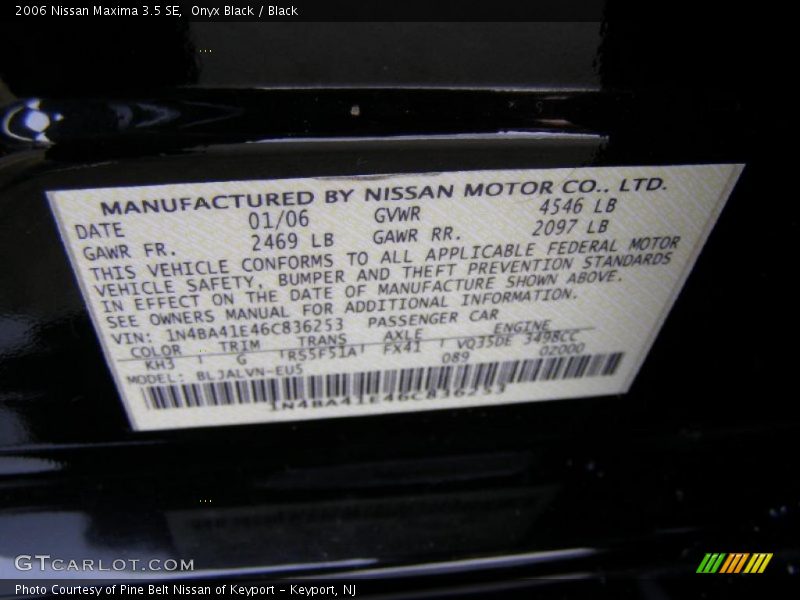 2006 Nissan Maxima 3.5 SE, Onyx Black / Black
MANUFACTURED BY NISSAN MOTOR CO., LTD.
DATE 01/06 GVWR 4546 LB
GAWR FR. 2469 LB GAWR RR. 2097 LB
THIS VEHICLE CONFORMS TO ALL APPLICABLE FEDERAL MOTOR
VEHICLE SAFETY, BUMPER AND THEFT PREVENTION STANDARDS
IN EFFECT ON THE DATE OF MANUFACTURE SHOWN ABOVE.
SEE OWNERS MANUAL FOR ADDITIONAL INFORMATION.
VIN: 1N4BA41E46C836253 PASSENGER CAR
COLOR TRIM TRANS AXLE ENGINE
KH3 G RS5F51A FX41 VQ35DE 3498CC
MODEL: BLJALVN-EU5 089 02000
1N4BA41E46C836253
GTCARLOT.COM
Photo Courtesy of Pine Belt Nissan of Keyport – Keyport, NJ